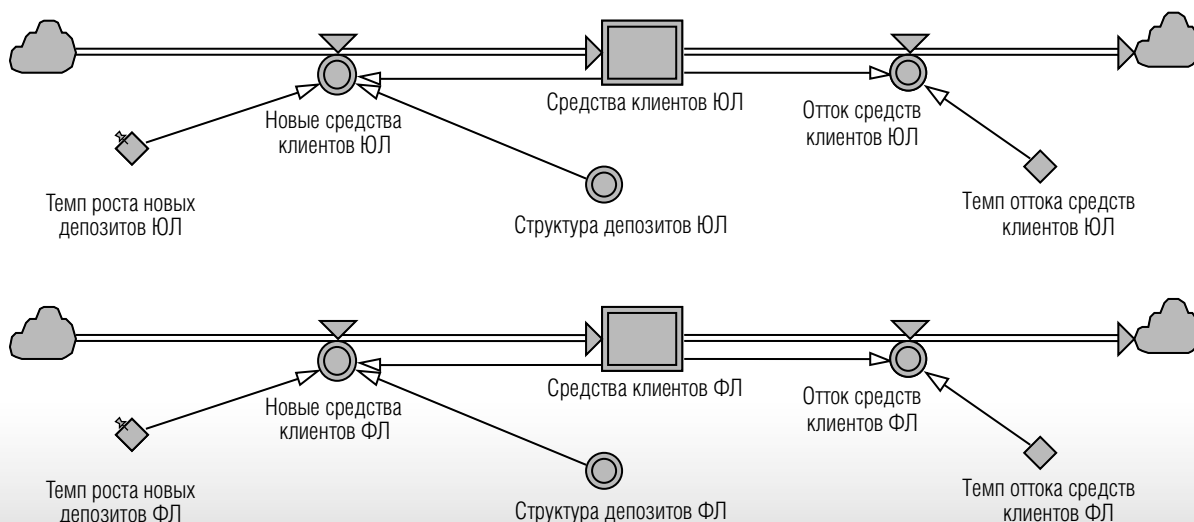 Средства клиентов ЮЛ
Новые средства
клиентов ЮЛ
Отток средств
клиентов ЮЛ
Темп роста новых
депозитов ЮЛ
Структура депозитов ЮЛ
Темп оттока средств
клиентов ЮЛ
Средства клиентов ФЛ
Новые средства
клиентов ФЛ
Отток средств
клиентов ФЛ
Темп роста новых
депозитов ФЛ
Структура депозитов ФЛ
Темп оттока средств
клиентов ФЛ